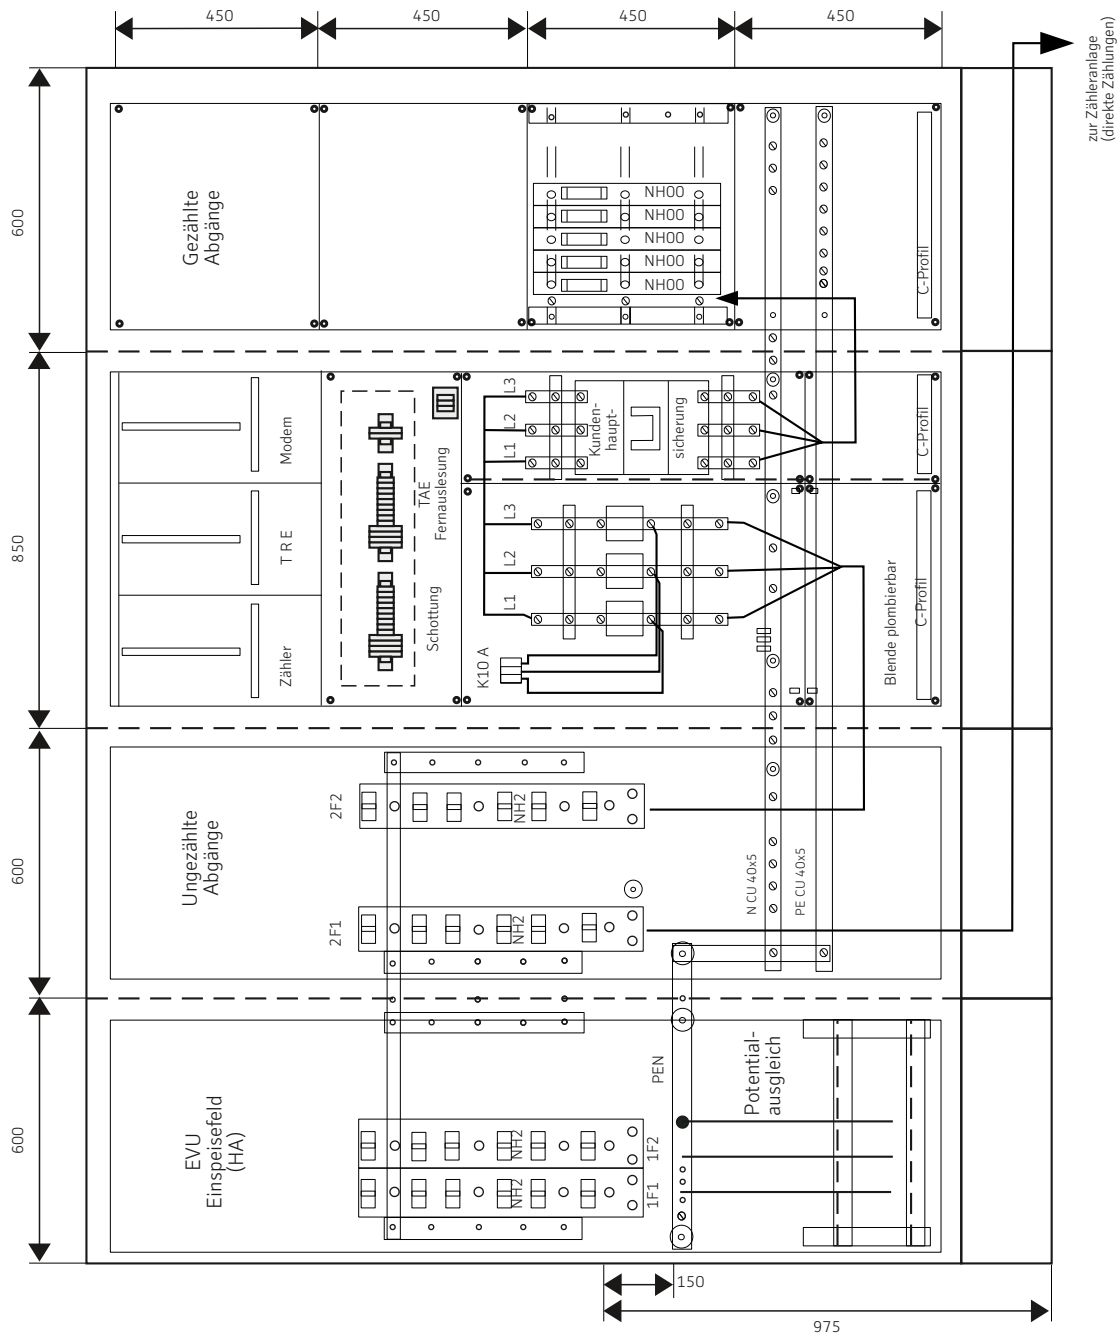 450
450
450
450
zur Zähleranlage
(direkte Zählungen)
600
Gezählte
Abgänge
NH00
NH00
NH00
NH00
NH00
C-Profil
850
Modem
T R E
Zähler
TAE
Fernauslesung
Schottung
L3
L2
L1
Kunden-
haupt-
sicherung
C-Profil
L3
L2
L1
K10 A
Blende plombierbar
C-Profil
600
Ungezählte
Abgänge
2F2
NH2
2F1
NH2
N CU 40x5
PE CU 40x5
600
EVU
Einspeisefeld
(HA)
NH2
1F2
NH2
1F1
PEN
Potential-
ausgleich
150
975